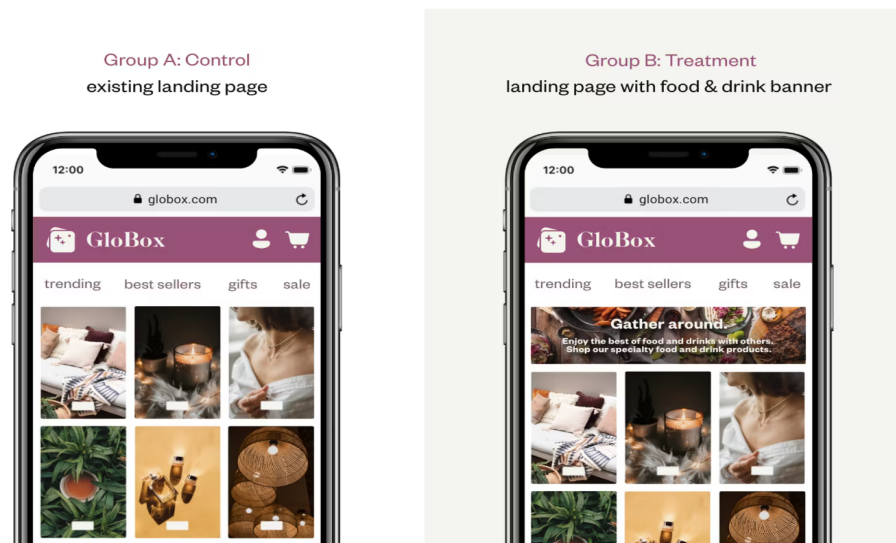 Group A: Control
existing landing page
12:00
globox.com
GloBox
trending best sellers gifts sale
Group B: Treatment
landing page with food & drink banner
12:00
globox.com
GloBox
trending best sellers gifts sale
Gather around.
Enjoy the best of food and drinks with others.
Shop our specialty food and drink products.